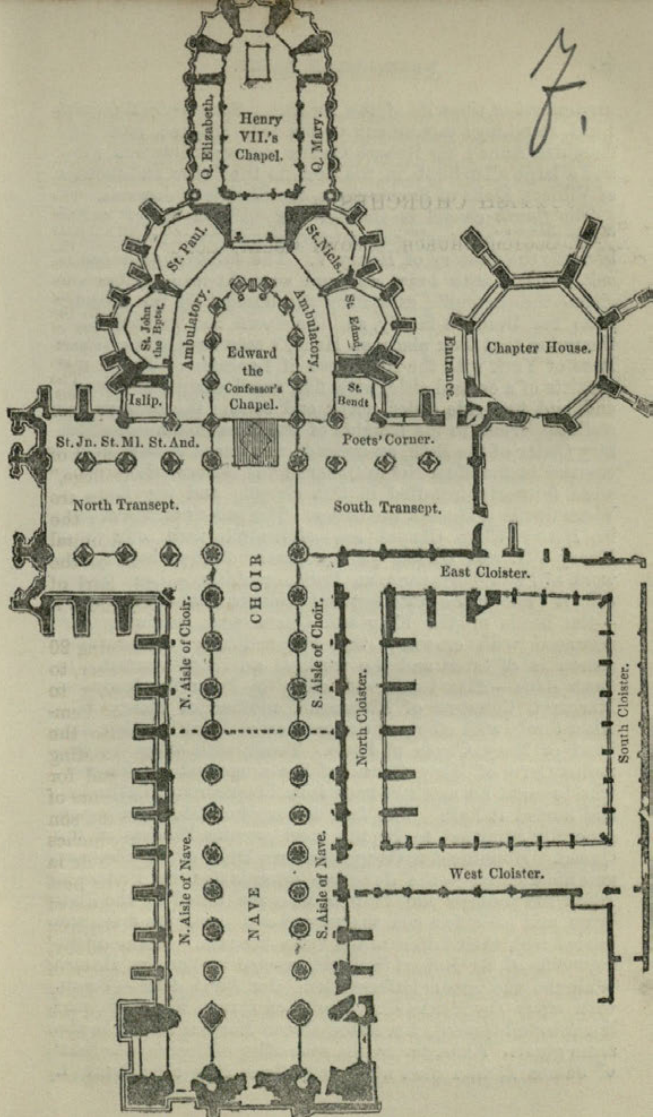 7.
Henry
VII.'s
Chapel.
Q. Elizabeth.
Q. Mary.
St. Paul.
St. Nichs.
St. John
the Bptst.
Ambulatory.
Ambulatory.
St. Edmd.
Edward
the
Confessor's
Chapel.
Islip.
St.
Bendt
Entrance.
Chapter House.
St. Jn. St. Ml. St. And.
Poets' Corner.
North Transept.
South Transept.
CHOIR
East Cloister.
N. Aisle of Choir.
S. Aisle of Choir.
North Cloister.
South Cloister.
N. Aisle of Nave.
NAVE
S. Aisle of Nave.
West Cloister.